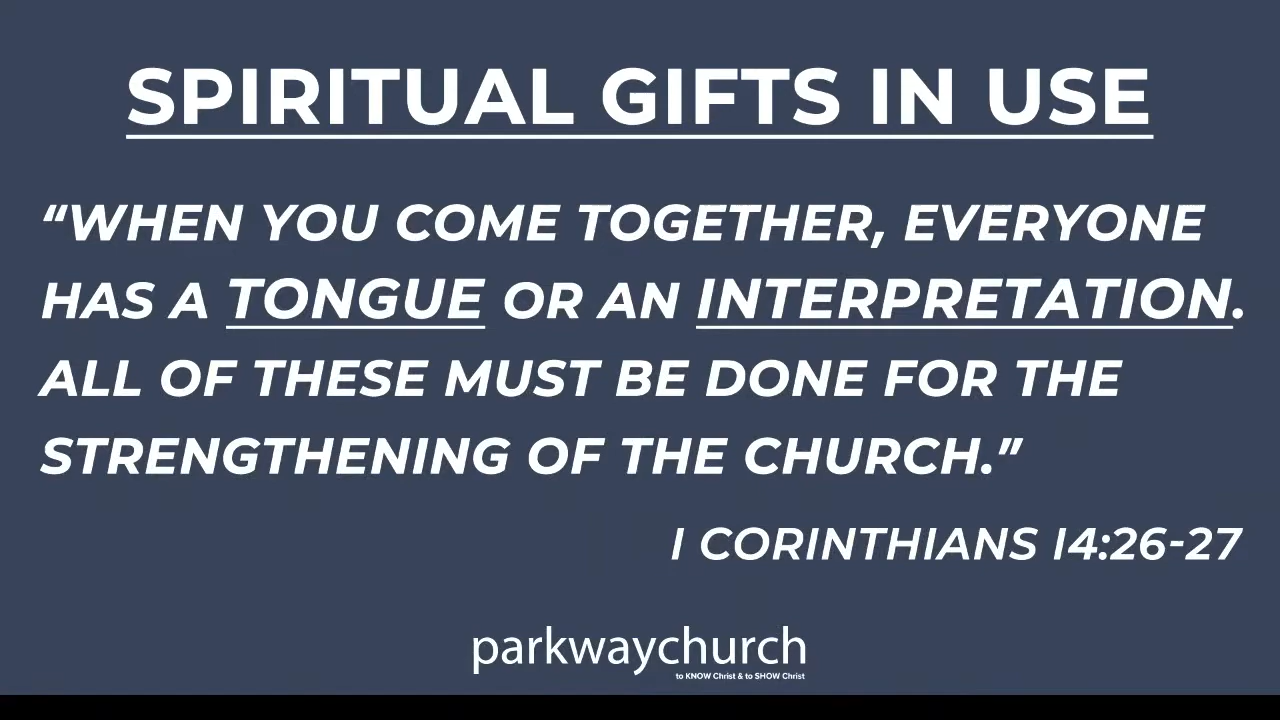 SPIRITUAL GIFTS IN USE
“WHEN YOU COME TOGETHER, EVERYONE
HAS A TONGUE OR AN INTERPRETATION.
ALL OF THESE MUST BE DONE FOR THE
STRENGTHENING OF THE CHURCH.”
I CORINTHIANS 14:26-27
parkwaychurch
to KNOW Christ & to SHOW Christ